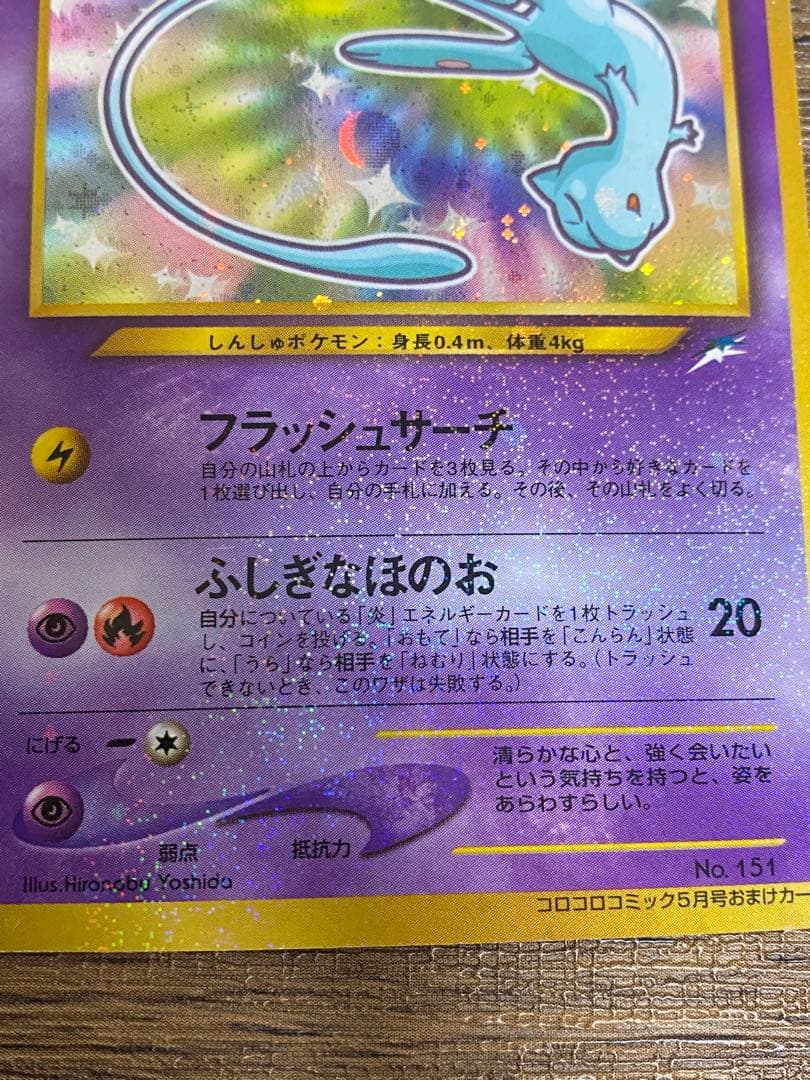 しんしゅポケモン：身長0.4m、体重4kg
フラッシュサーチ
自分の山札の上からカードを3枚見る。その中から好きなカードを
1枚選び出し、自分の手札に加える。その後、その山札をよく切る。
ふしぎなほのお
自分についている「炎」エネルギーカードを1枚トラッシュ
し、コインを投げる。「おもて」なら相手を「こんらん」状態
に、「うら」なら相手を「ねむり」状態にする。（トラッシュ
できないとき、このワザは失敗する。）
20
にげる
清らかな心と、強く会いたい
という気持ちを持つと、姿を
あらわすらしい。
弱点
抵抗力
Illus.Hironobu Yoshida
No. 151
コロコロコミック5月号おまけカー